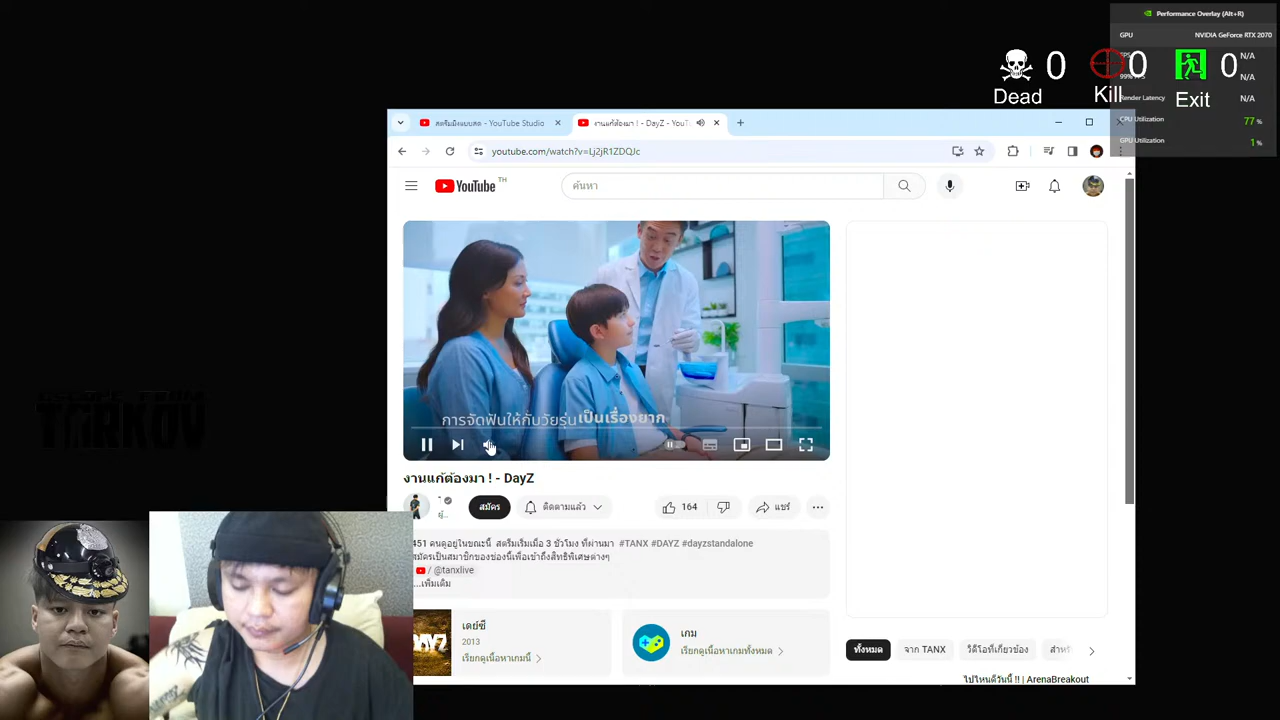 Performance Overlay (Alt+R)
GPU NVIDIA GeForce RTX 2070
N/A
N/A
Render Latency N/A
CPU Utilization 77 %
GPU Utilization 1 %
0 0 0
Dead Kill Exit
สตรีมมิงแบบสด - YouTube Studio
งานแก้ต้องมา ! - DayZ - YouT
youtube.com/watch?v=Lj2jR1ZDQJc
YouTube TH
ค้นหา
การจัดฟันให้กับวัยรุ่นเป็นเรื่องยาก
งานแก้ต้องมา ! - DayZ
สมัคร
ติดตามแล้ว
164
แชร์
451 คนดูอยู่ในขณะนี้ สตรีมเริ่มเมื่อ 3 ชั่วโมง ที่ผ่านมา #TANX #DAYZ #dayzstandalone
สมัครเป็นสมาชิกของช่องนี้เพื่อเข้าถึงสิทธิพิเศษต่างๆ
/ @tanxlive
...เพิ่มเติม
DAYZ
เดย์ซี
2013
เรียกดูเนื้อหาเกมนี้
เกม
เรียกดูเนื้อหาเกมทั้งหมด
ทั้งหมด
จาก TANX
วิดีโอที่เกี่ยวข้อง
สำหรั
ไปไหนดีวันนี้ !! | ArenaBreakout
TARKOV